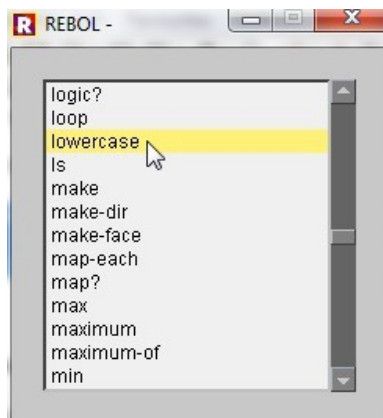 R REBOL -
logic?
loop
lowercase
ls
make
make-dir
make-face
map-each
map?
max
maximum
maximum-of
min